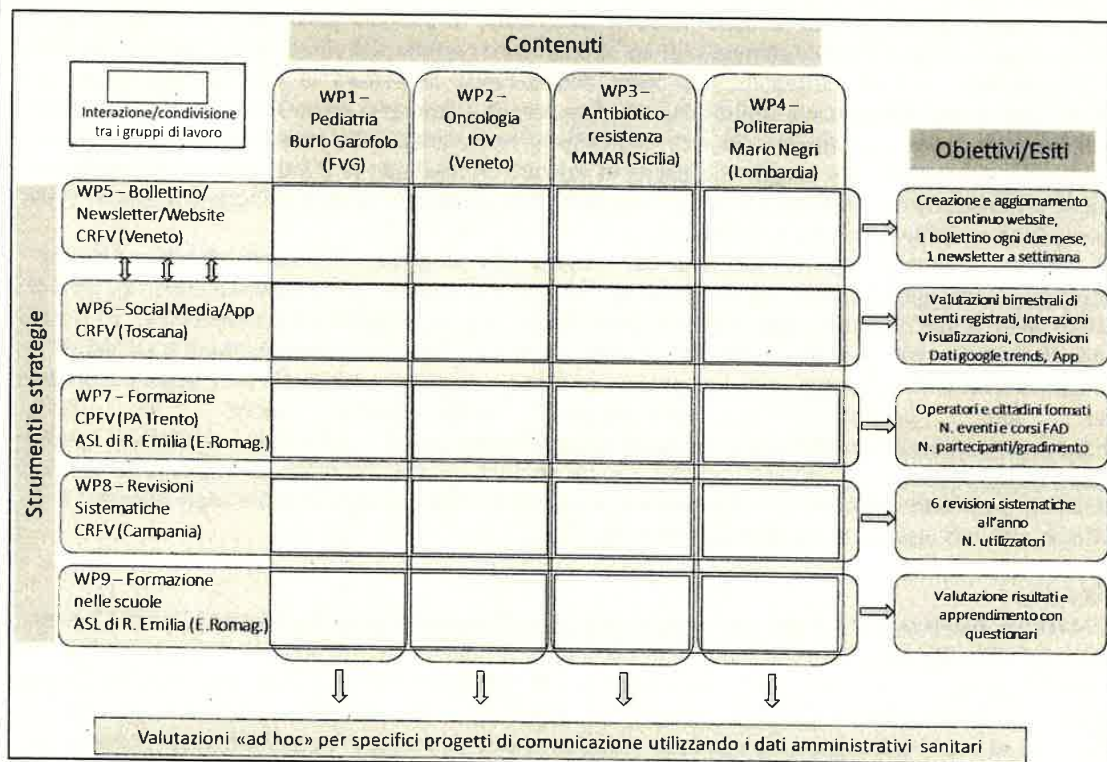 Contenuti
Interazione/condivisione
tra i gruppi di lavoro
WP1 –
Pediatria
Burlo Garofolo
(FVG)
WP2 –
Oncologia
IOV
(Veneto)
WP3 –
Antibiotico-
resistenza
MMAR (Sicilia)
WP4 –
Politerapia
Mario Negri
(Lombardia)
Obiettivi/Esiti
Strumenti e strategie
WP5 – Bollettino/
Newsletter/Website
CRFV (Veneto)
Creazione e aggiornamento
continuo website,
1 bollettino ogni due mese,
1 newsletter a settimana
WP6 – Social Media/App
CRFV (Toscana)
Valutazioni bimestrali di
utenti registrati, Interazioni
Visualizzazioni, Condivisioni
Dati google trends, App
WP7 – Formazione
CPFV (PA Trento)
ASL di R. Emilia (E.Romag.)
Operatori e cittadini formati
N. eventi e corsi FAD
N. partecipanti/gradimento
WP8 – Revisioni
Sistematiche
CRFV (Campania)
6 revisioni sistematiche
all'anno
N. utilizzatori
WP9 – Formazione
nelle scuole
ASL di R. Emilia (E.Romag.)
Valutazione risultati e
apprendimento con
questionari
Valutazioni «ad hoc» per specifici progetti di comunicazione utilizzando i dati amministrativi sanitari